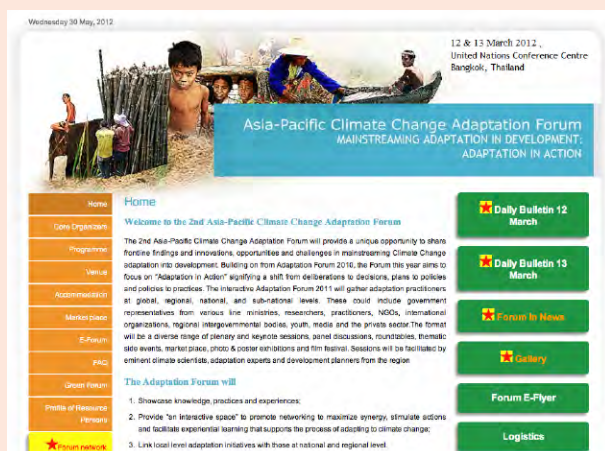 Wednesday 30 May, 2012
12 & 13 March 2012 ,
United Nations Conference Centre
Bangkok, Thailand
Asia-Pacific Climate Change Adaptation Forum
MAINSTREAMING ADAPTATION IN DEVELOPMENT:
ADAPTATION IN ACTION
Home
Core Organizers
Programme
Venue
Accommodation
Market place
E-Forum
FAQ
Green Forum
Profile of Resource
Persons
Forum network
Home
Welcome to the 2nd Asia-Pacific Climate Change Adaptation Forum
The 2nd Asia-Pacific Climate Change Adaptation Forum will provide a unique opportunity to share
frontline findings and innovations, opportunities and challenges in mainstreaming Climate Change
adaptation into development. Building on from Adaptation Forum 2010, the Forum this year aims to
focus on "Adaptation in Action" signifying a shift from deliberations to decisions, plans to policies
and policies to practices. The interactive Adaptation Forum 2011 will gather adaptation practitioners
at global, regional, national, and sub-national levels. These could include government
representatives from various line ministries, researchers, practitioners, NGOs, international
organizations, regional intergovernmental bodies, youth, media and the private sector.The format
will be a diverse range of plenary and keynote sessions, panel discussions, roundtables, thematic
side events, market place, photo & poster exhibitions and film festival. Sessions will be facilitated by
eminent climate scientists, adaptation experts and development planners from the region
The Adaptation Forum will
1. Showcase knowledge, practices and experiences;
2. Provide "an interactive space" to promote networking to maximize synergy, stimulate actions
and facilitate experiential learning that supports the process of adapting to climate change;
3. Link local level adaptation initiatives with those at national and regional level.
Daily Bulletin 12
March
Daily Bulletin 13
March
Forum In News
Gallery
Forum E-Flyer
Logistics